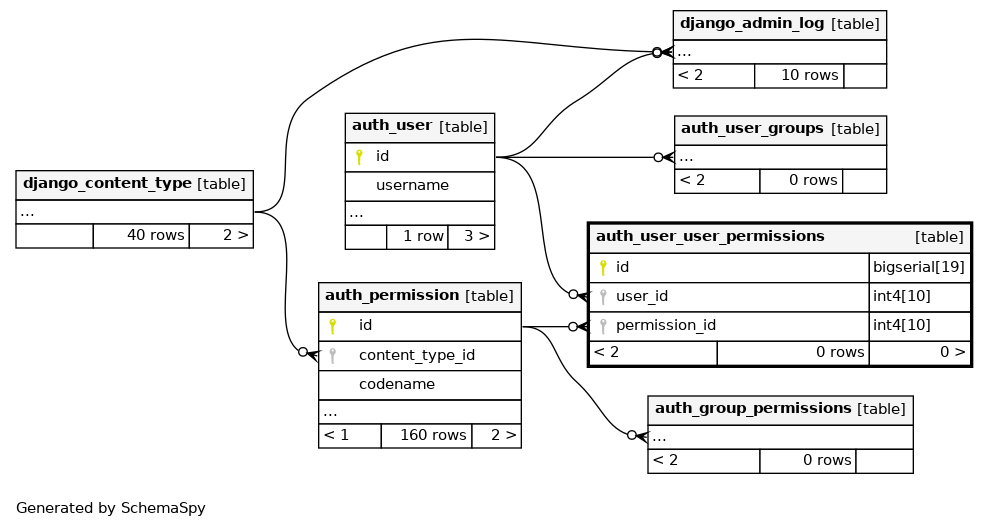 django_admin_log [table]
...
< 2 10 rows
auth_user [table]
id
username
...
1 row 3 >
auth_user_groups [table]
...
< 2 0 rows
django_content_type [table]
...
40 rows 2 >
auth_user_user_permissions [table]
id bigserial[19]
user_id int4[10]
permission_id int4[10]
< 2 0 rows 0 >
auth_permission [table]
id
content_type_id
codename
...
< 1 160 rows 2 >
auth_group_permissions [table]
...
< 2 0 rows
Generated by SchemaSpy